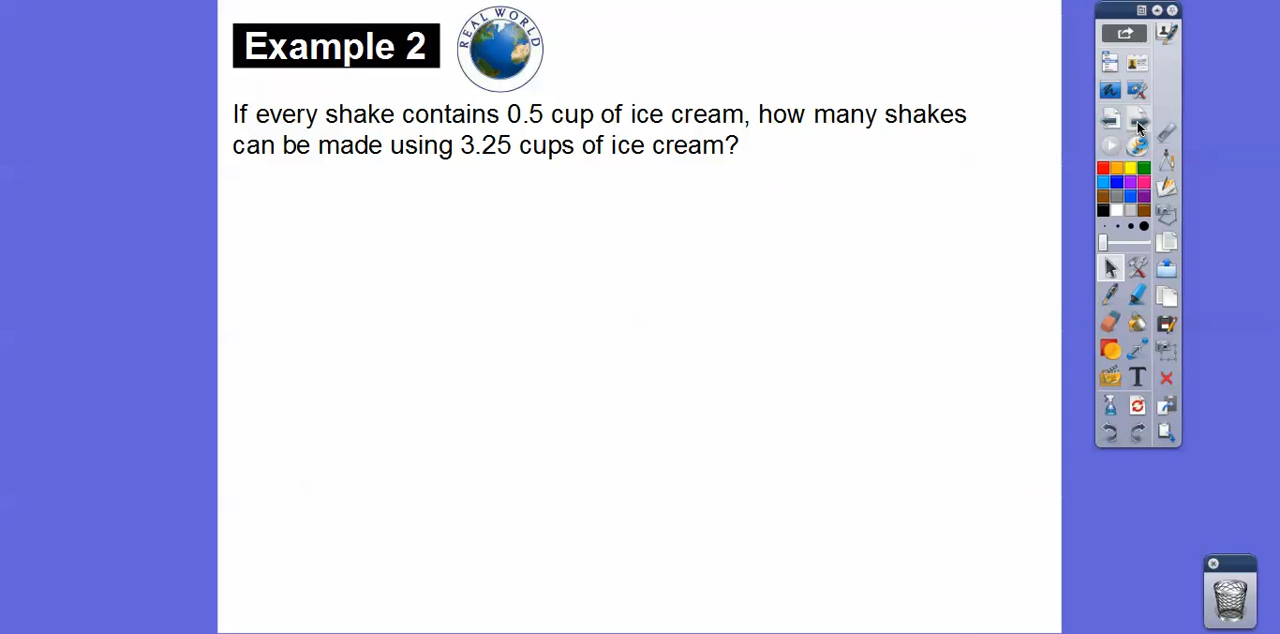 Example 2
REAL WORLD
If every shake contains 0.5 cup of ice cream, how many shakes
can be made using 3.25 cups of ice cream?
T